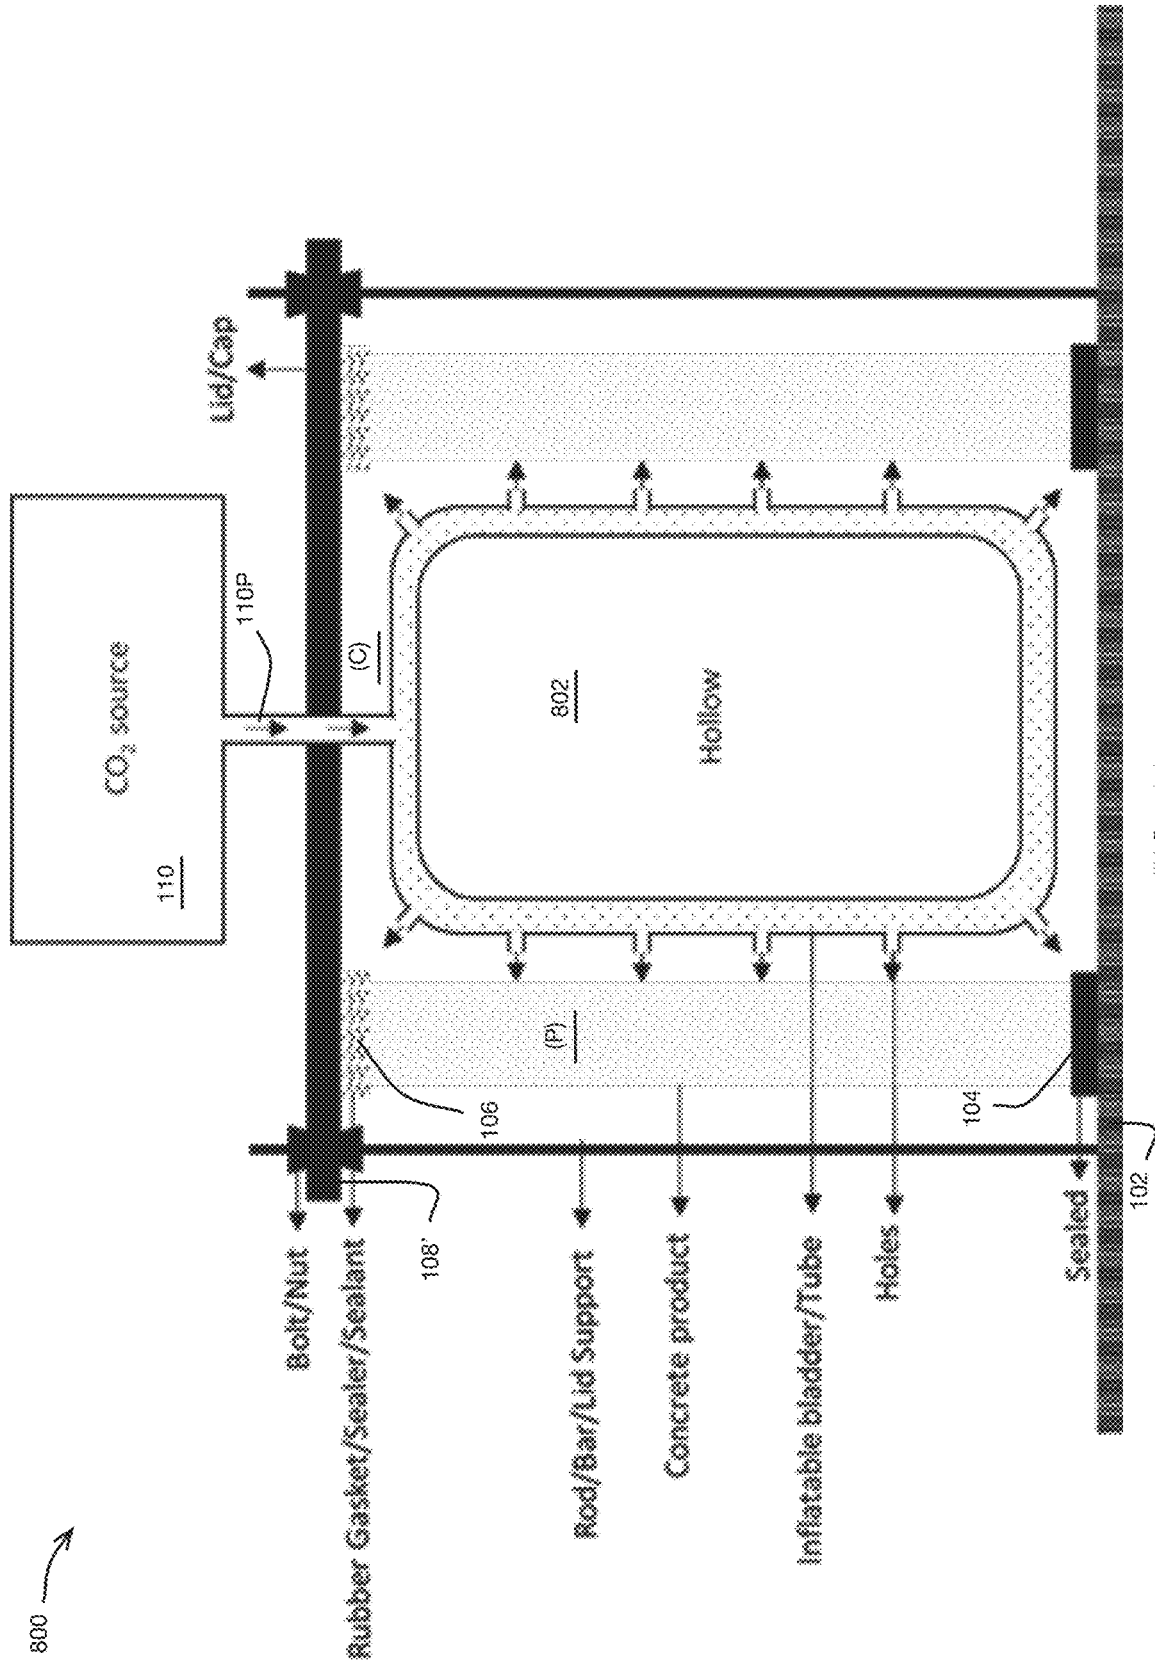 800
CO₂ source
110
110P
Lid/Cap
Bolt/Nut
Rubber Gasket/Sealer/Sealant
108'
106
(C)
Rod/Bar/Lid Support
(P)
802
Hollow
Concrete product
Inflatable bladder/Tube
Holes
104
Sealed
102